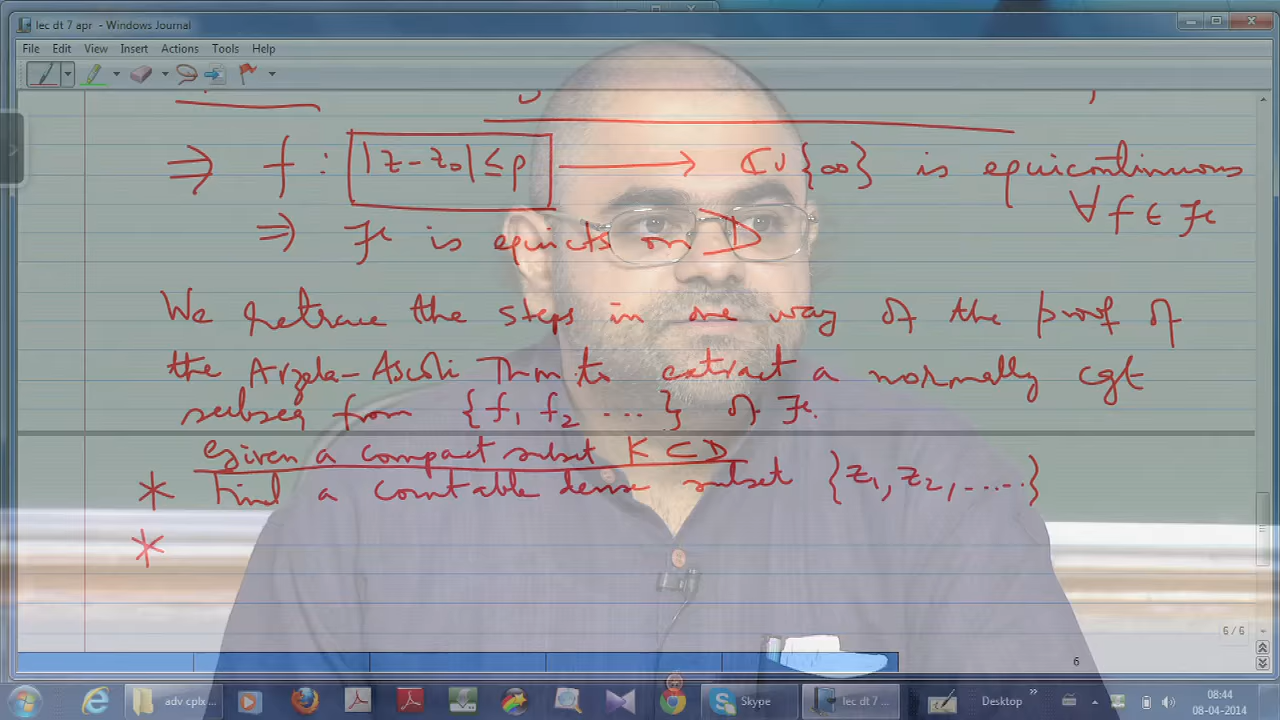 lec dt 7 apr - Windows Journal
File Edit View Insert Actions Tools Help
⇒ f : |z - z₀| ≤ ρ ⟶ ℂ ∪ {∞} is equicontinuous
∀ f ∈ ℱ
⇒ ℱ is equicts on D
We retrace the steps in one way of the proof of
the Arzela-Ascoli Thm to extract a normally cgt
subseq from {f₁ f₂ ...} of ℱ.
Given a compact subset K ⊂ D
* Find a countable dense subset {z₁, z₂, .....}
*
6 / 6
6
adv cplx...
Skype
lec dt 7 ...
Desktop
08:44
08-04-2014